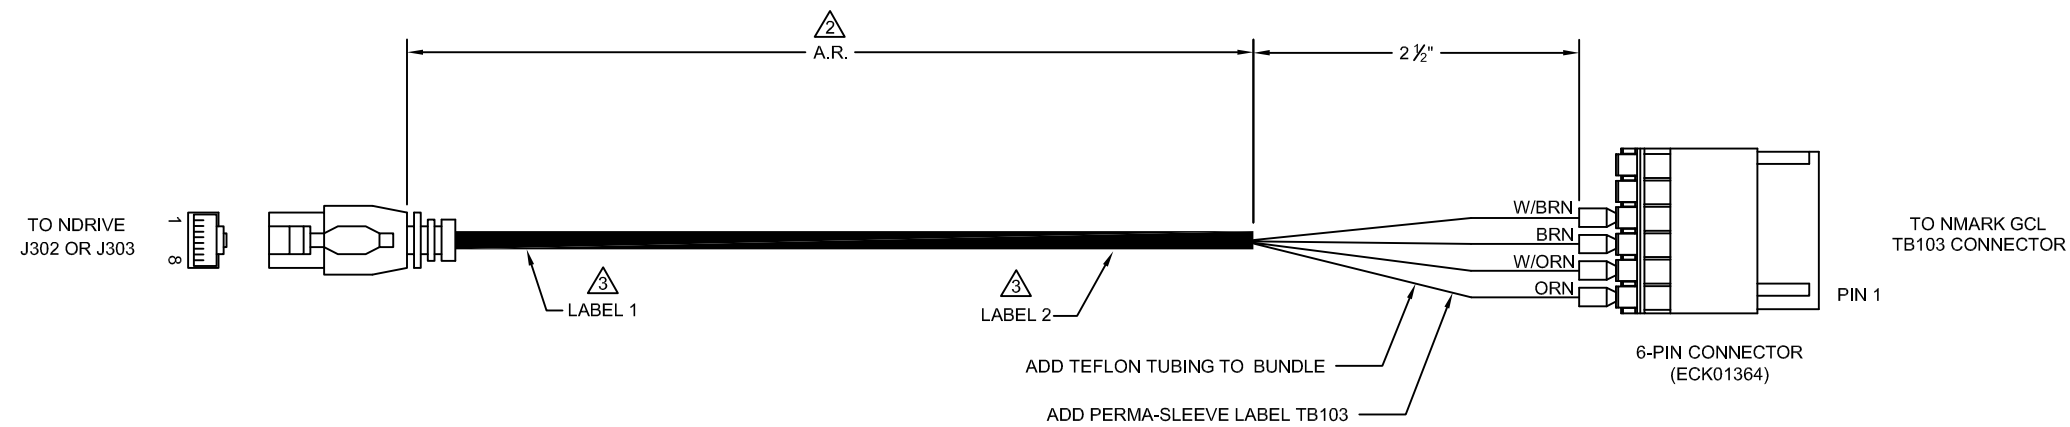 2
A.R.
2 ½"
TO NDRIVE
J302 OR J303
1
8
3
LABEL 1
3
LABEL 2
W/BRN
BRN
W/ORN
ORN
TO NMARK GCL
TB103 CONNECTOR
PIN 1
6-PIN CONNECTOR
(ECK01364)
ADD TEFLON TUBING TO BUNDLE
ADD PERMA-SLEEVE LABEL TB103